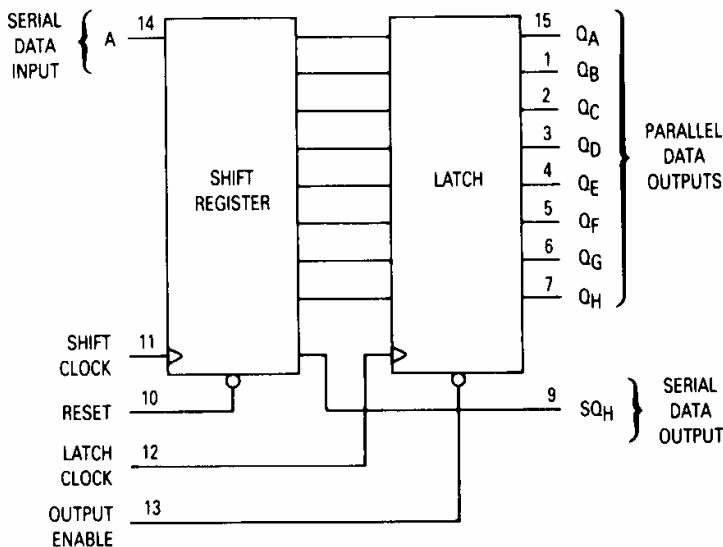 SERIAL
DATA
INPUT
A
14
SHIFT
REGISTER
LATCH
15 QA
1 QB
2 QC
3 QD
4 QE
5 QF
6 QG
7 QH
PARALLEL
DATA
OUTPUTS
SHIFT
CLOCK
11
RESET
10
LATCH
CLOCK
12
OUTPUT
ENABLE
13
9 SQH
SERIAL
DATA
OUTPUT